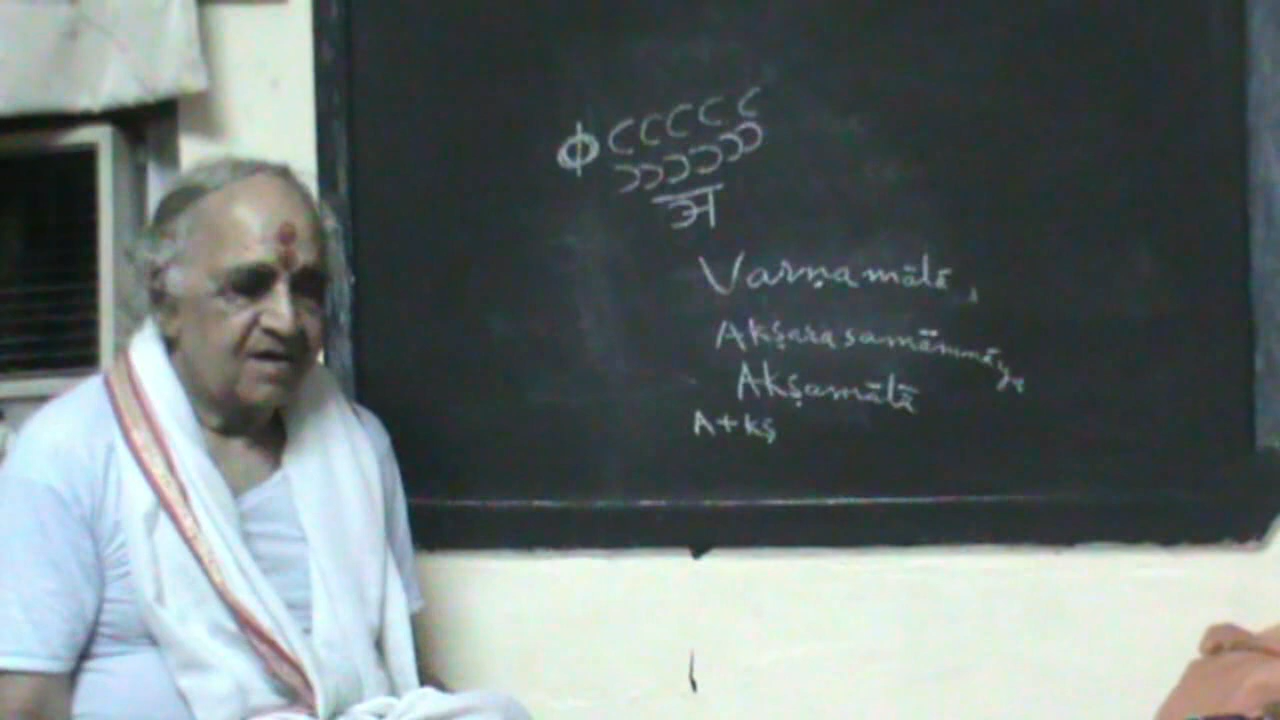 ϕ ς ς ς ς ς
अ
Varṇamālā,
Akṣarasamāmnāya
Akṣamālā
A+kṣ